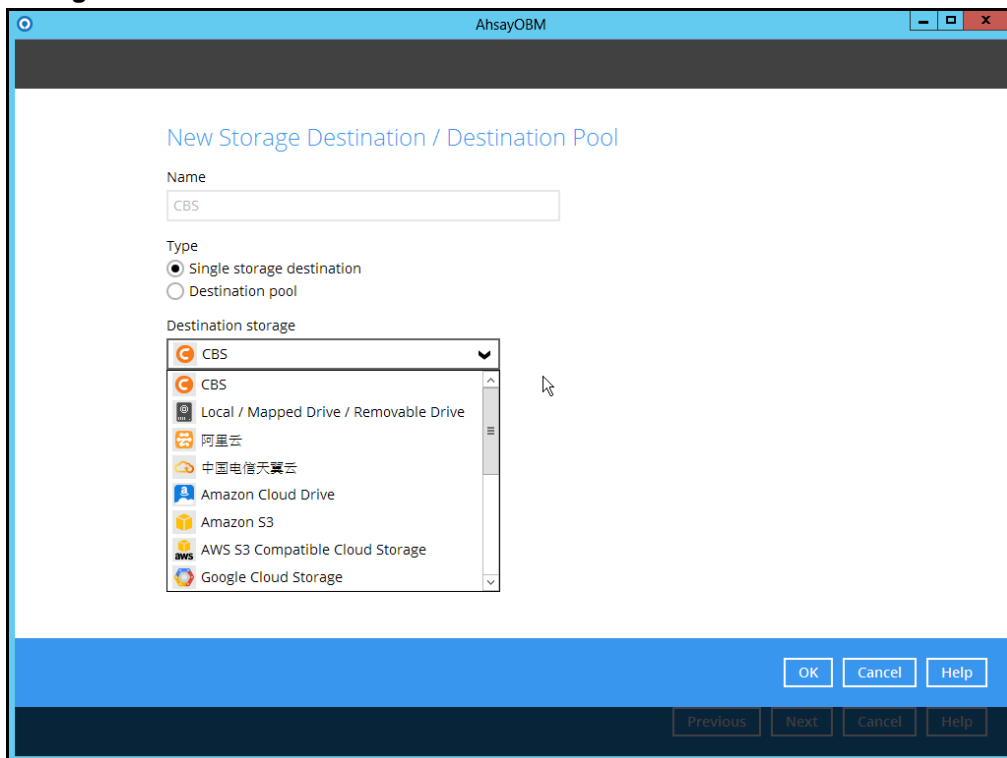 AhsayOBM
New Storage Destination / Destination Pool
Name
CBS
Type
Single storage destination
Destination pool
Destination storage
CBS
CBS
Local / Mapped Drive / Removable Drive
阿里云
中国电信天翼云
Amazon Cloud Drive
Amazon S3
aws AWS S3 Compatible Cloud Storage
Google Cloud Storage
OK Cancel Help
Previous Next Cancel Help